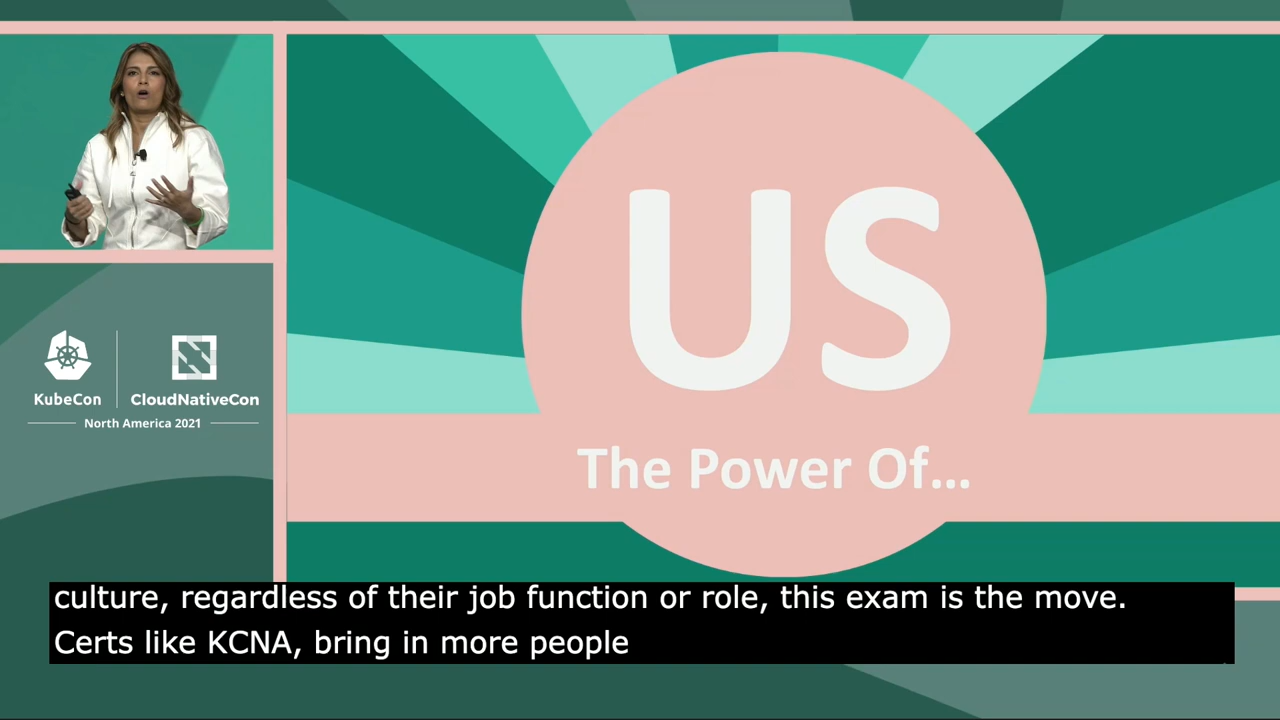 US
The Power Of...
KubeCon
CloudNativeCon
North America 2021
culture, regardless of their job function or role, this exam is the move.
Certs like KCNA, bring in more people